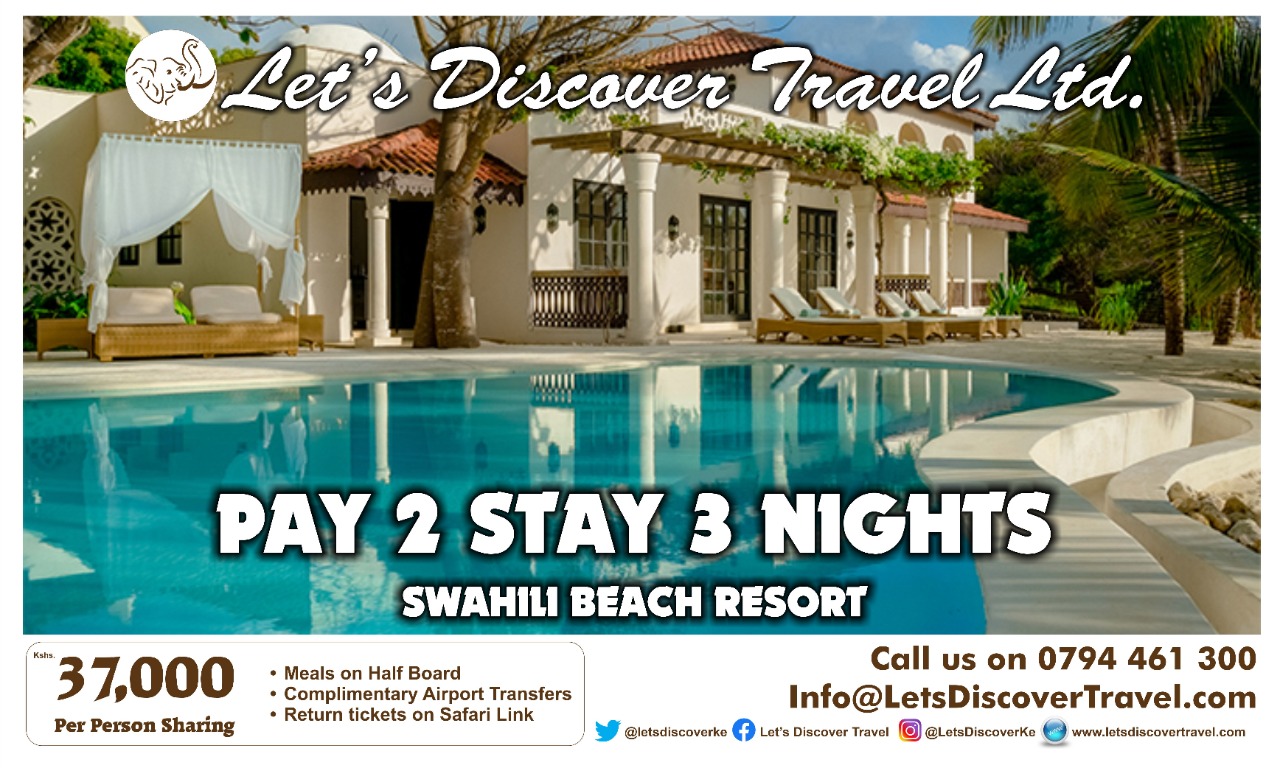 Let's Discover Travel Ltd.
PAY 2 STAY 3 NIGHTS
SWAHILI BEACH RESORT
Kshs.
37,000
Per Person Sharing
• Meals on Half Board
• Complimentary Airport Transfers
• Return tickets on Safari Link
Call us on 0794 461 300
Info@LetsDiscoverTravel.com
@letsdiscoverke Let's Discover Travel @LetsDiscoverKe www.letsdiscovertravel.com